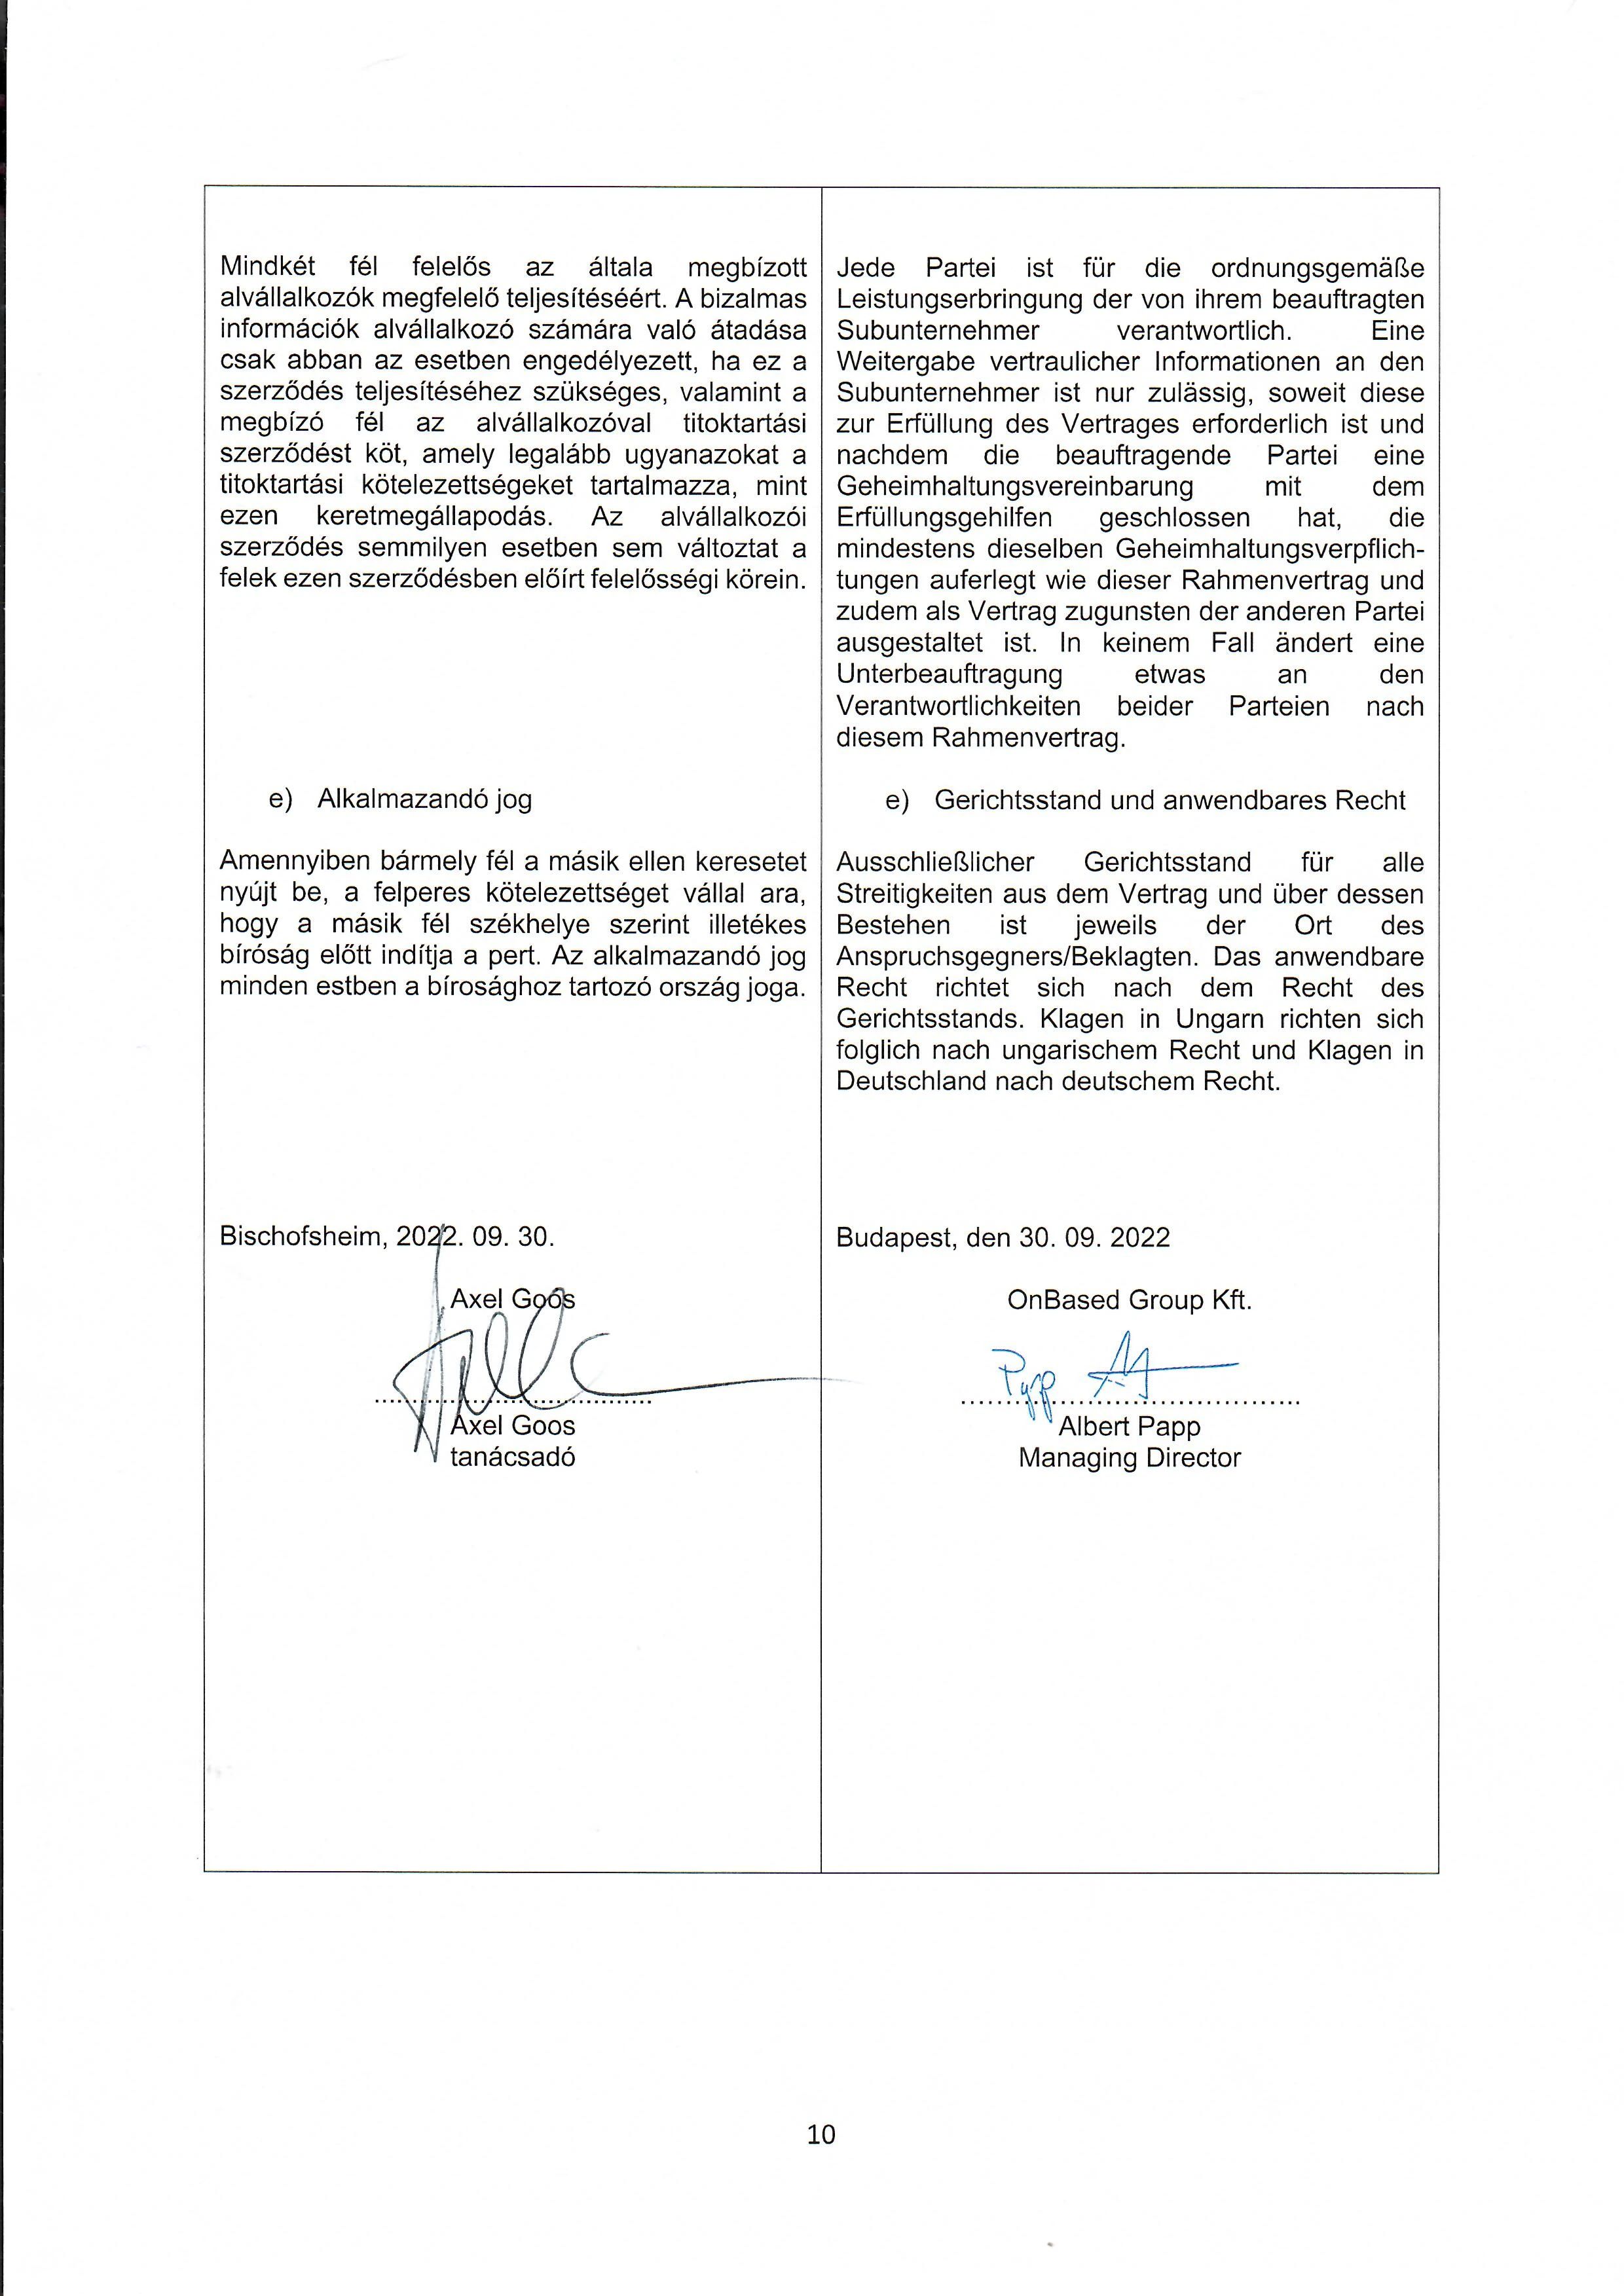 Mindkét fél felelős az általa megbízott
alvállalkozók megfelelő teljesítéséért. A bizalmas
információk alvállalkozó számára való átadása
csak abban az esetben engedélyezett, ha ez a
szerződés teljesítéséhez szükséges, valamint a
megbízó fél az alvállalkozóval titoktartási
szerződést köt, amely legalább ugyanazokat a
titoktartási kötelezettségeket tartalmazza, mint
ezen keretmegállapodás. Az alvállalkozói
szerződés semmilyen esetben sem változtat a
felek ezen szerződésben előírt felelősségi körein.
e) Alkalmazandó jog
Amennyiben bármely fél a másik ellen keresetet
nyújt be, a felperes kötelezettséget vállal ara,
hogy a másik fél székhelye szerint illetékes
bíróság előtt indítja a pert. Az alkalmazandó jog
minden estben a bírosághoz tartozó ország joga.
Bischofsheim, 2022. 09. 30.
Axel Goos
Axel Goos
tanácsadó
Jede Partei ist für die ordnungsgemäße
Leistungserbringung der von ihrem beauftragten
Subunternehmer verantwortlich. Eine
Weitergabe vertraulicher Informationen an den
Subunternehmer ist nur zulässig, soweit diese
zur Erfüllung des Vertrages erforderlich ist und
nachdem die beauftragende Partei eine
Geheimhaltungsvereinbarung mit dem
Erfüllungsgehilfen geschlossen hat, die
mindestens dieselben Geheimhaltungsverpflich-
tungen auferlegt wie dieser Rahmenvertrag und
zudem als Vertrag zugunsten der anderen Partei
ausgestaltet ist. In keinem Fall ändert eine
Unterbeauftragung etwas an den
Verantwortlichkeiten beider Parteien nach
diesem Rahmenvertrag.
e) Gerichtsstand und anwendbares Recht
Ausschließlicher Gerichtsstand für alle
Streitigkeiten aus dem Vertrag und über dessen
Bestehen ist jeweils der Ort des
Anspruchsgegners/Beklagten. Das anwendbare
Recht richtet sich nach dem Recht des
Gerichtsstands. Klagen in Ungarn richten sich
folglich nach ungarischem Recht und Klagen in
Deutschland nach deutschem Recht.
Budapest, den 30. 09. 2022
OnBased Group Kft.
Papp
Albert Papp
Managing Director
10